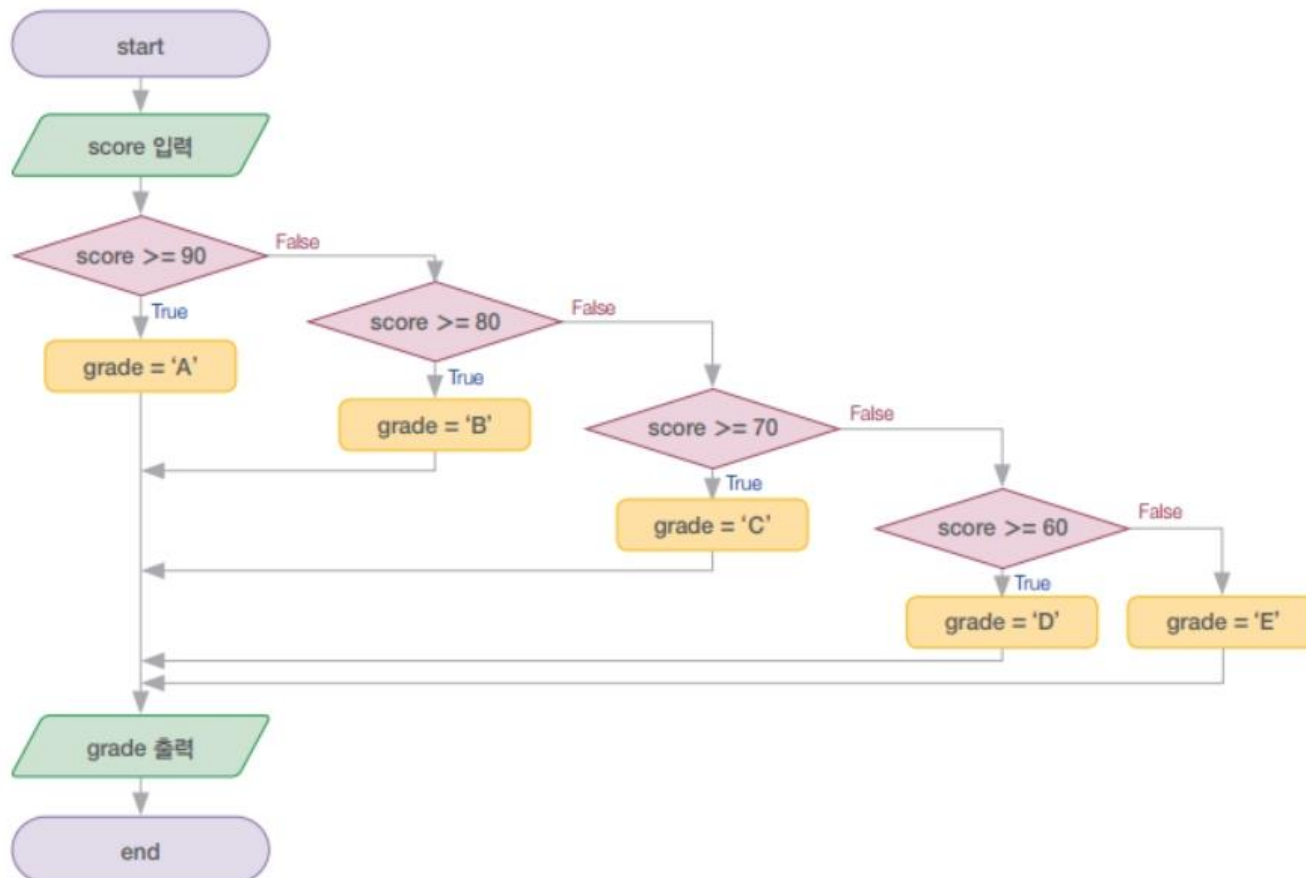 start
score 입력
score >= 90
False
True
grade = ‘A’
score >= 80
False
True
grade = ‘B’
score >= 70
False
True
grade = ‘C’
score >= 60
False
True
grade = ‘D’
grade = ‘E’
grade 출력
end